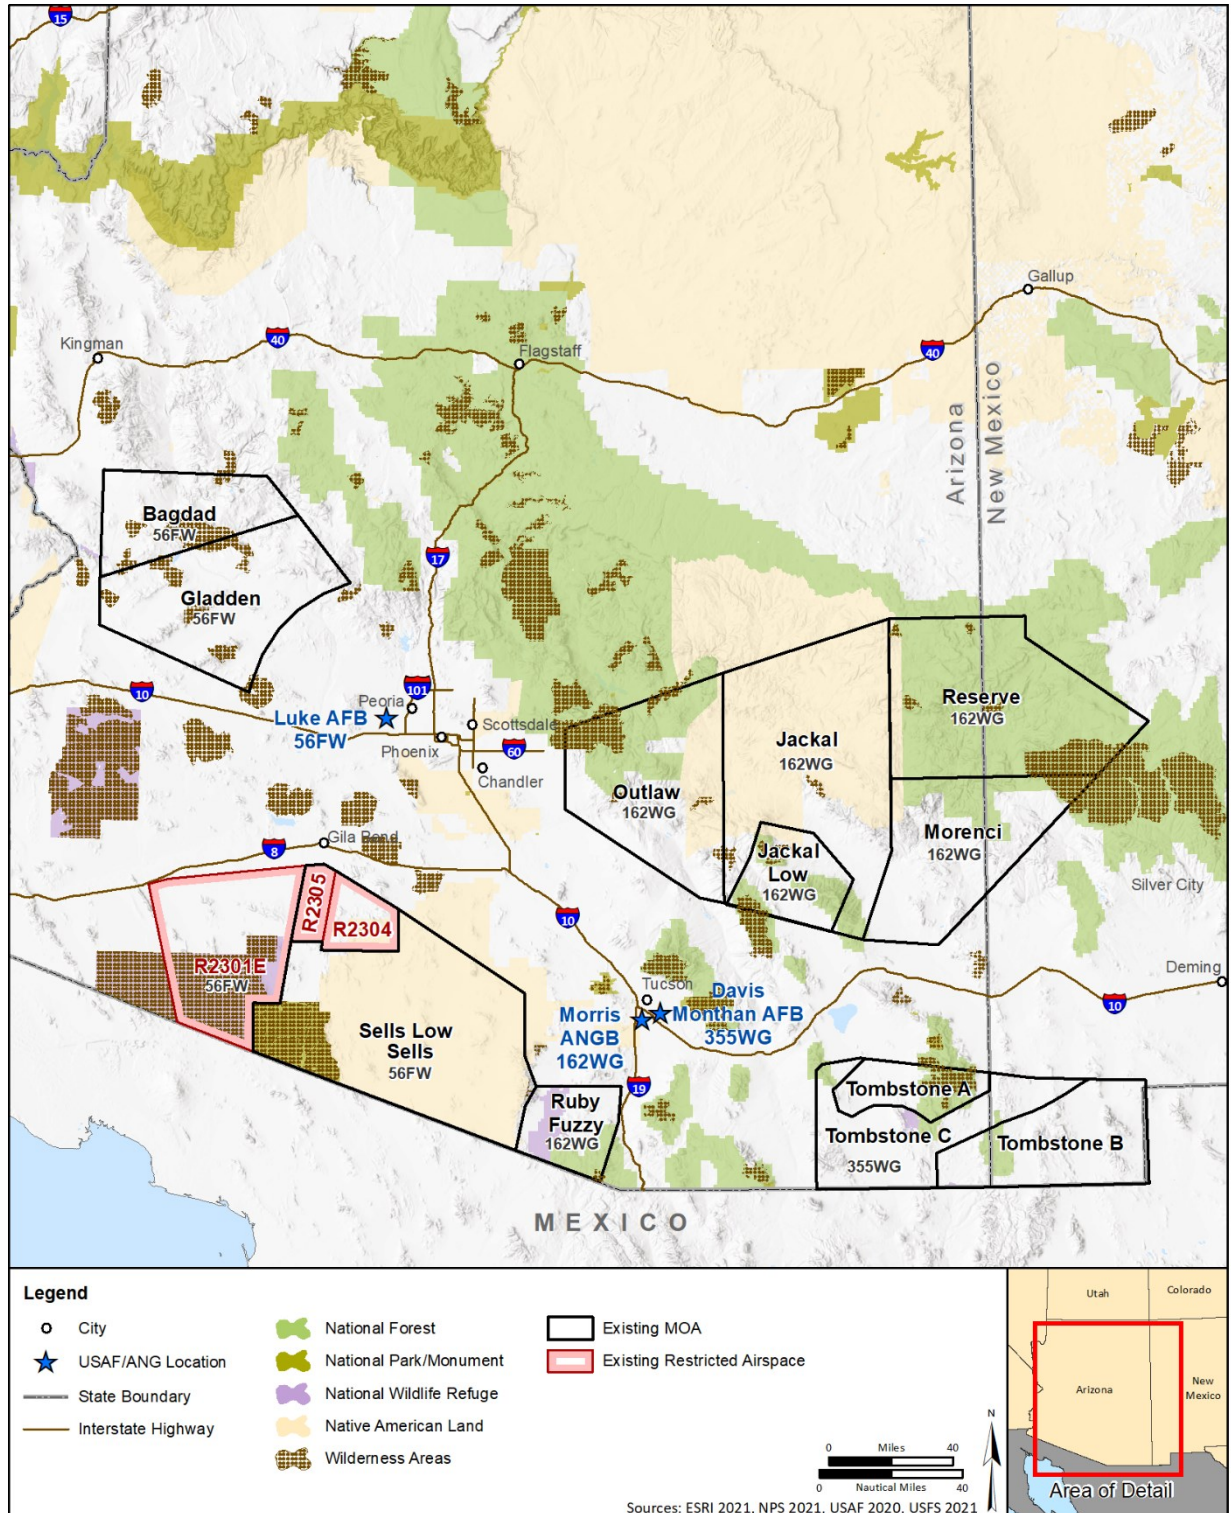 15
Gallup
Kingman
40
Flagstaff
40
Arizona
New Mexico
Bagdad
56FW
17
Gladden
56FW
Reserve
162WG
10
101
Peoria
Luke AFB
56FW
Scottsdale
Phoenix
60
Chandler
Jackal
162WG
Outlaw
162WG
Morenci
162WG
Jackal
Low
162WG
Gila Bend
8
Silver City
R2305
R2304
10
R2301E
56FW
Deming
Tucson
Davis
Monthan AFB
355WG
Morris
ANGB
162WG
10
Sells Low
Sells
56FW
19
Ruby
Fuzzy
162WG
Tombstone A
Tombstone C
355WG
Tombstone B
MEXICO
Legend
City
USAF/ANG Location
State Boundary
Interstate Highway
National Forest
National Park/Monument
National Wildlife Refuge
Native American Land
Wilderness Areas
Existing MOA
Existing Restricted Airspace
0 Miles 40
0 Nautical Miles 40
N
Sources: ESRI 2021, NPS 2021, USAF 2020, USFS 2021
Utah
Colorado
Arizona
New
Mexico
Area of Detail